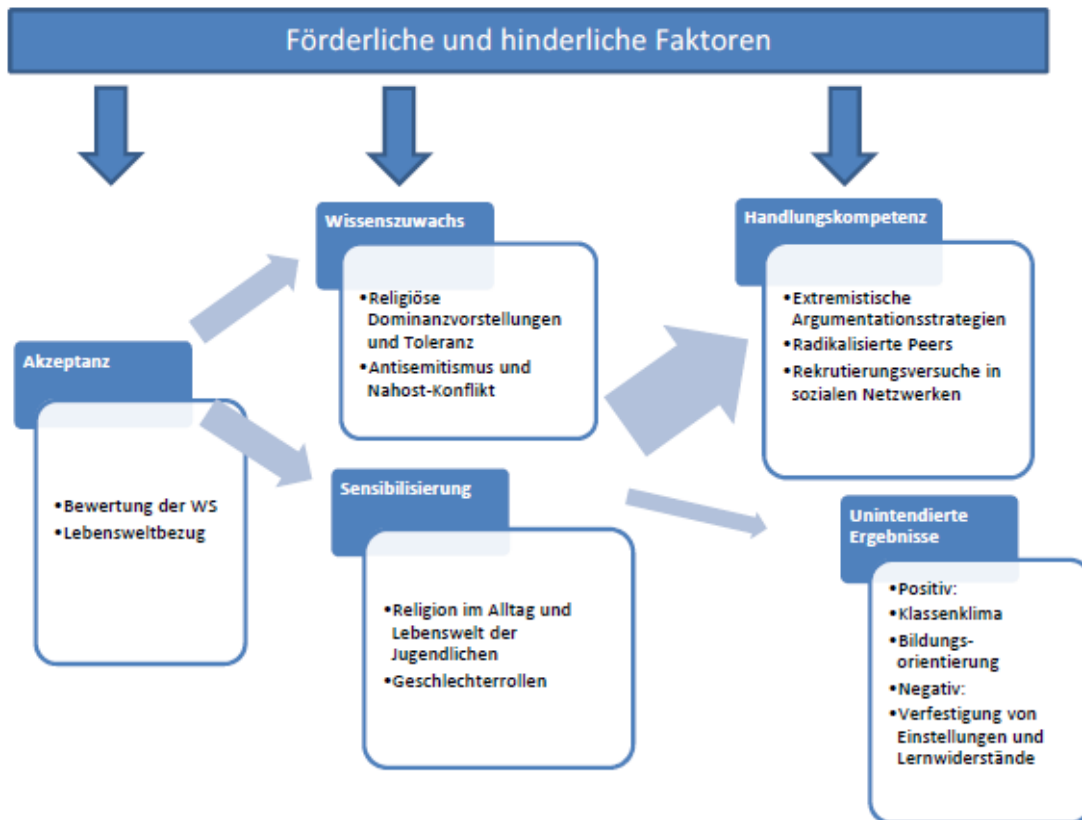 Förderliche und hinderliche Faktoren
Akzeptanz
•Bewertung der WS
•Lebensweltbezug
Wissenszuwachs
•Religiöse
Dominanzvorstellungen
und Toleranz
•Antisemitismus und
Nahost-Konflikt
Sensibilisierung
•Religion im Alltag und
Lebenswelt der
Jugendlichen
•Geschlechterrollen
Handlungskompetenz
•Extremistische
Argumentationsstrategien
•Radikalisierte Peers
•Rekrutierungsversuche in
sozialen Netzwerken
Unintendierte
Ergebnisse
•Positiv:
•Klassenklima
•Bildungs-
orientierung
•Negativ:
•Verfestigung von
Einstellungen und
Lernwiderstände